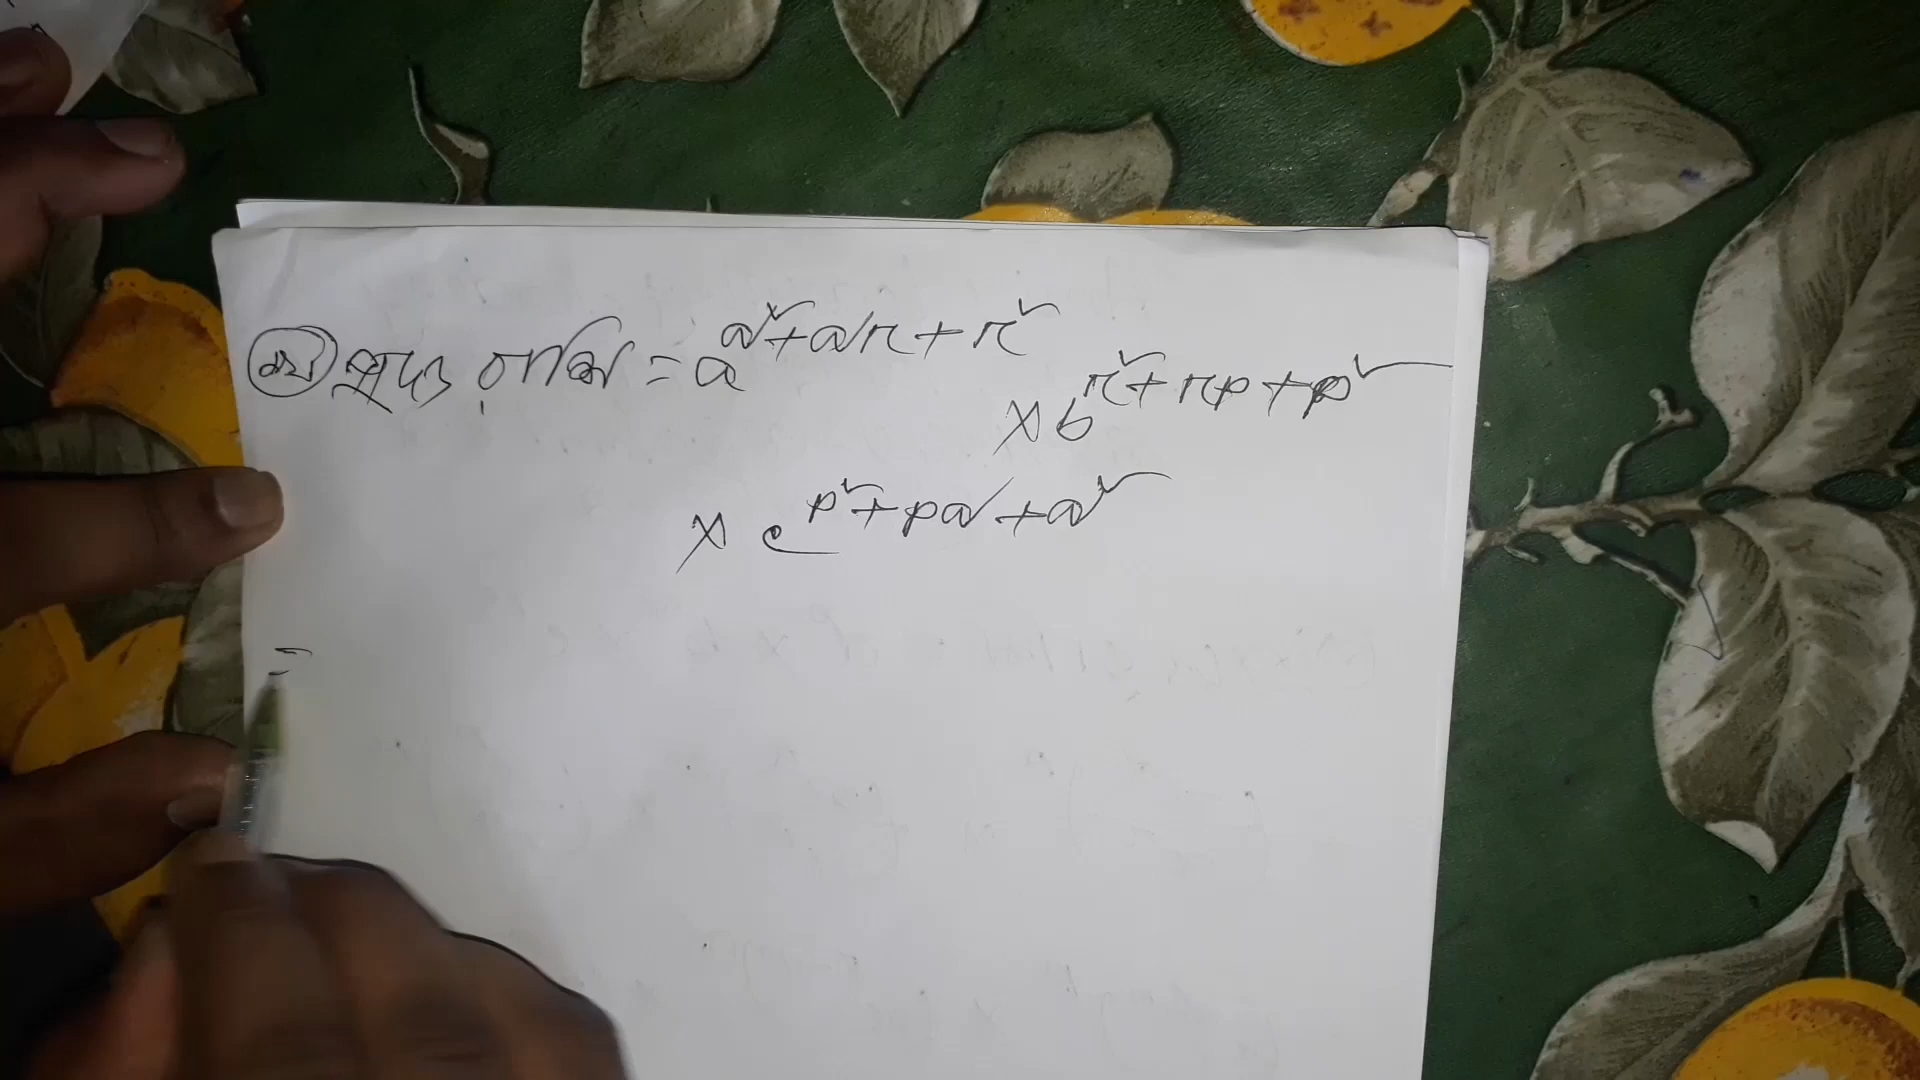 খ প্রদত্ত রাশি = a^{q²+qr+r²}
× b^{r²+rp+p²}
× c^{p²+pq+q²}
=